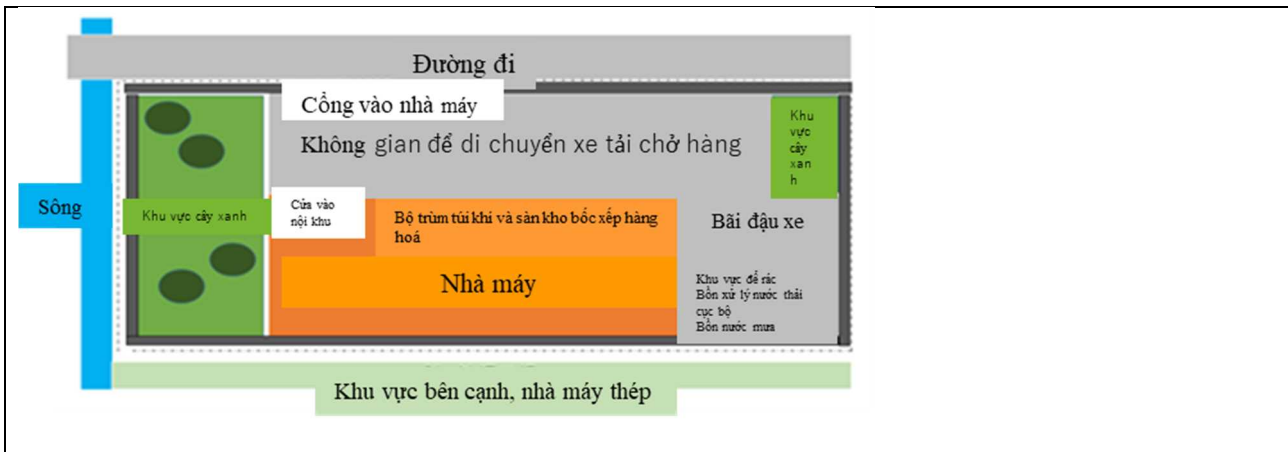 Đường đi
Cổng vào nhà máy
Không gian để di chuyển xe tải chở hàng
Khu
vực
cây
xan
h
Sông
Khu vực cây xanh
Cửa vào
nội khu
Bộ trùm túi khí và sàn kho bốc xếp hàng
hoá
Bãi đậu xe
Nhà máy
Khu vực để rác
Bồn xử lý nước thải
cục bộ
Bồn nước mưa
Khu vực bên cạnh, nhà máy thép